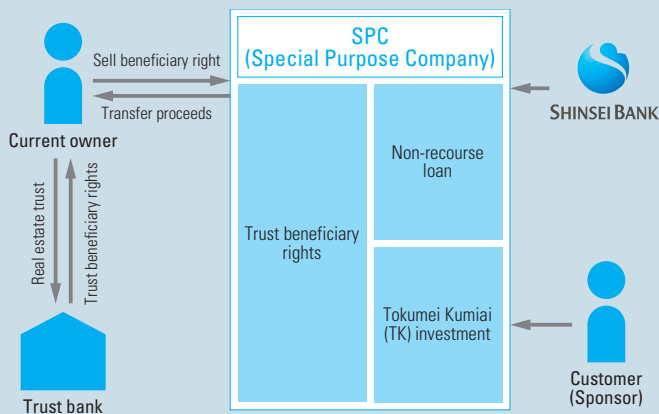 SPC
(Special Purpose Company)
Sell beneficiary right
Transfer proceeds
Current owner
SHINSEI BANK
Non-recourse
loan
Real estate trust
Trust beneficiary rights
Trust beneficiary
rights
Tokumei Kumiai
(TK) investment
Trust bank
Customer
(Sponsor)